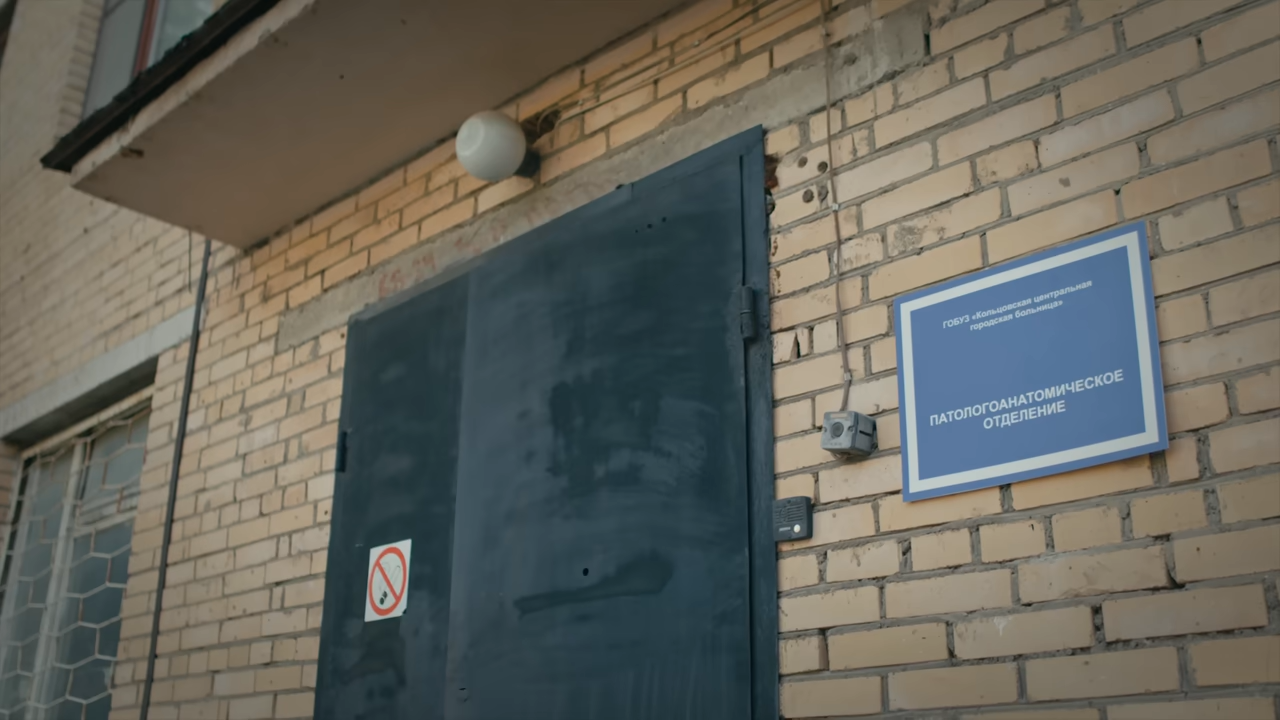 ГОБУЗ «Кольцовская центральная
городская больница»
ПАТОЛОГОАНАТОМИЧЕСКОЕ
ОТДЕЛЕНИЕ